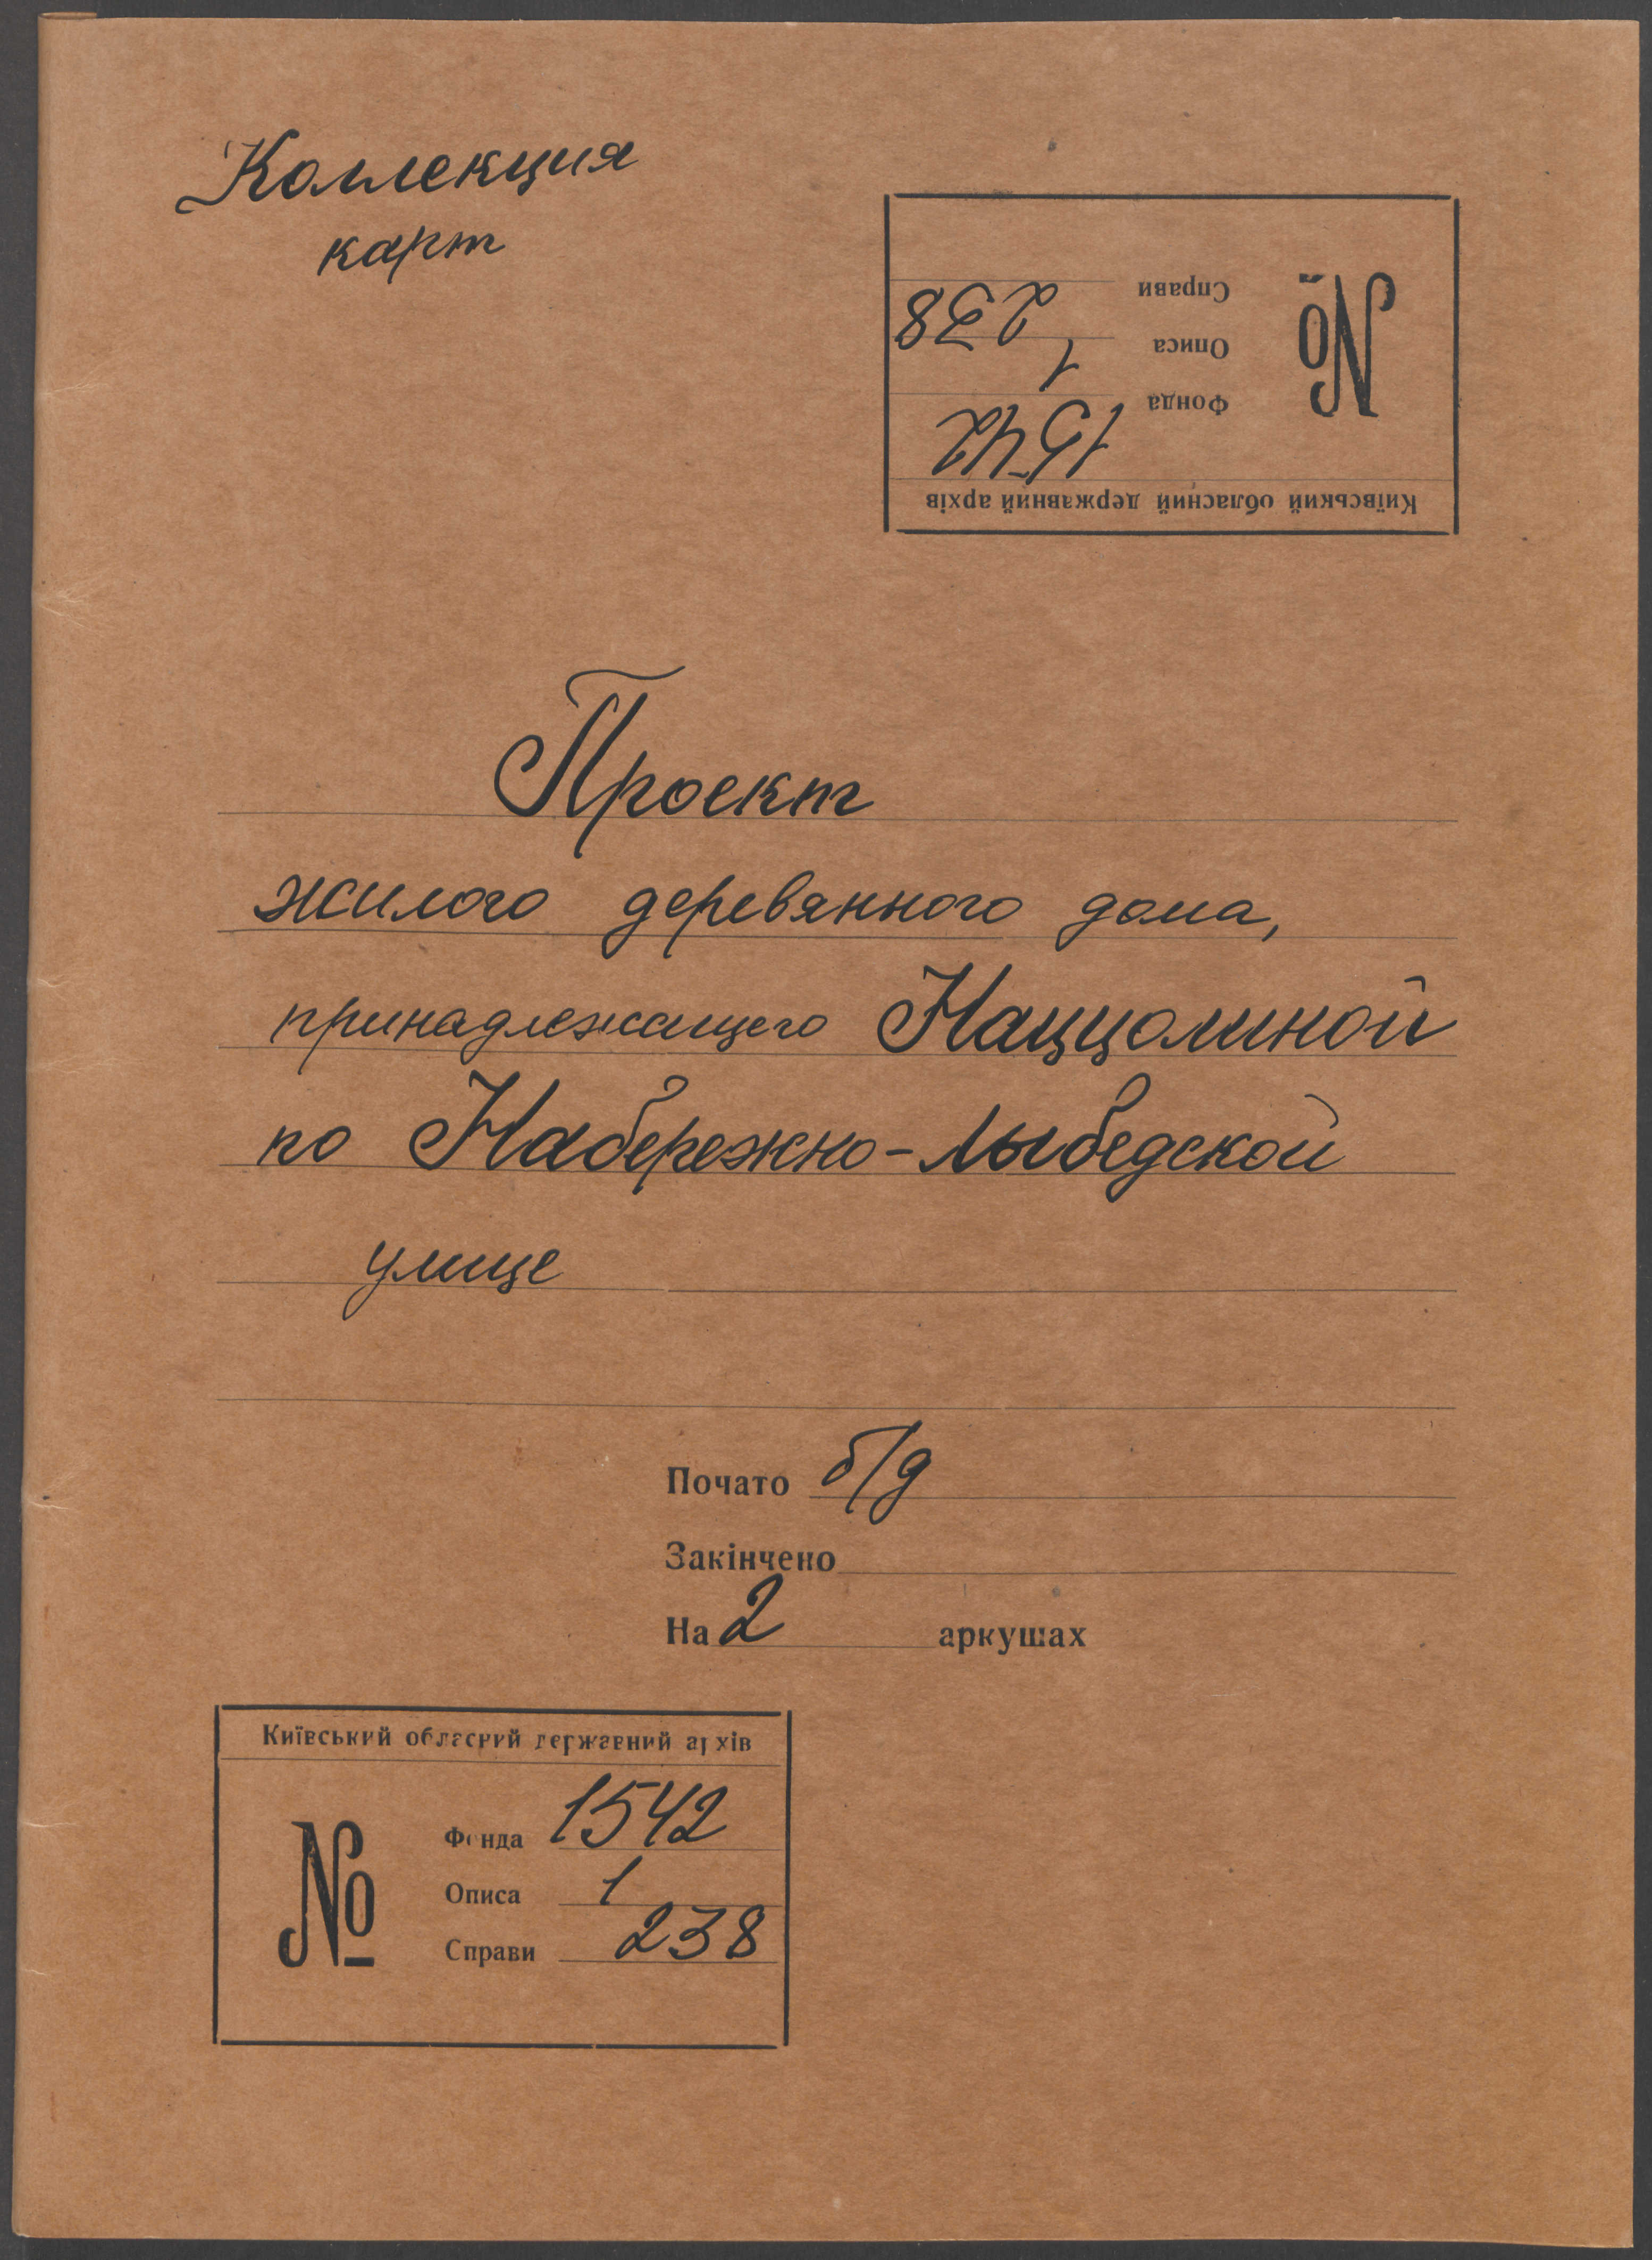 Коллекция
карт
Київський обласний державний архів
№
Фонда 1542
Описа 1
Справи 238
Проект
жилого деревянного дома,
принадлежащего Наццолиной
по Набережно-Лыбедской
улице
Почато б/д
Закінчено
На 2 аркушах
Київський обласний державний архів
№
Фонда 1542
Описа 1
Справи 238